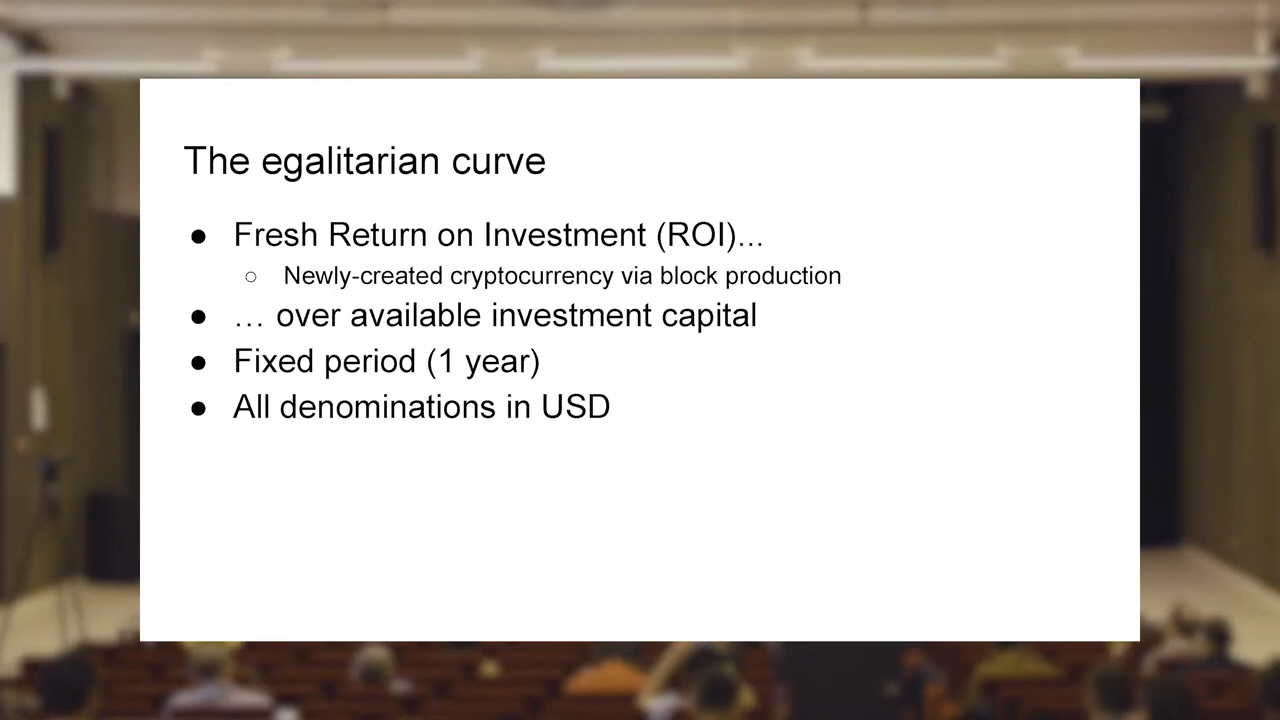 The egalitarian curve
● Fresh Return on Investment (ROI)...
○ Newly-created cryptocurrency via block production
● … over available investment capital
● Fixed period (1 year)
● All denominations in USD